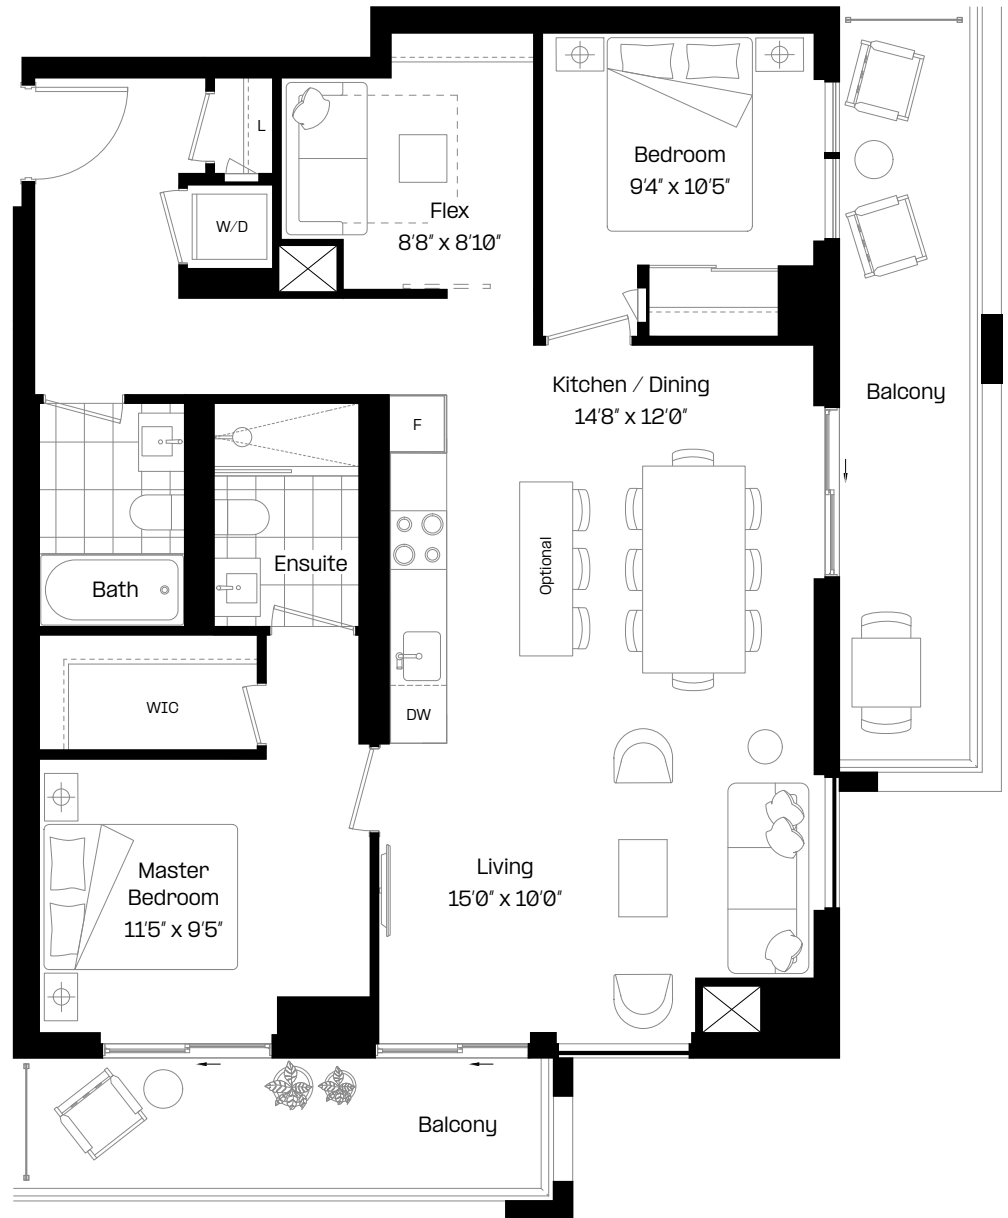 L
Bedroom
9'4" x 10'5"
Flex
8'8" x 8'10"
W/D
Kitchen / Dining
14'8" x 12'0"
Balcony
F
Optional
Ensuite
Bath
WIC
DW
Living
15'0" x 10'0"
Master
Bedroom
11'5" x 9'5"
Balcony